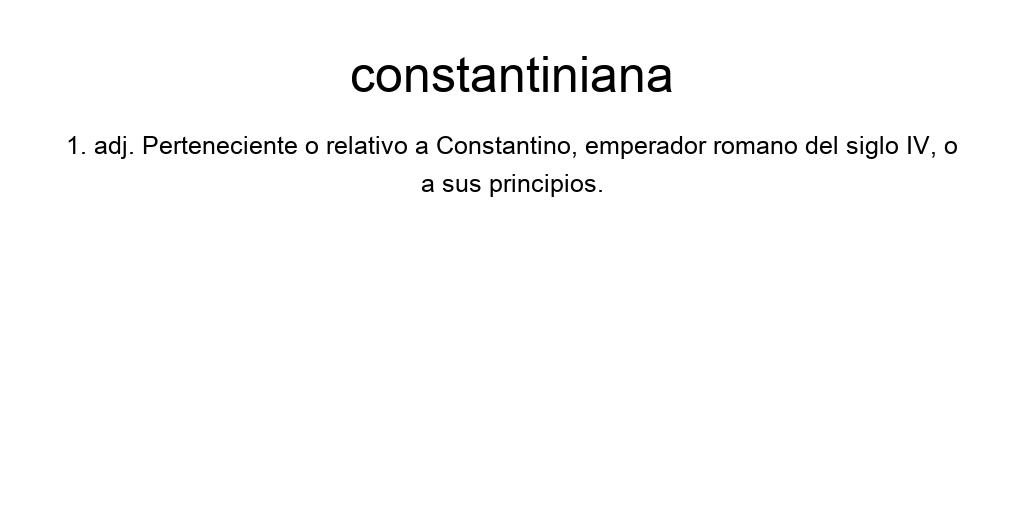 constantiniana
1. adj. Perteneciente o relativo a Constantino, emperador romano del siglo IV, o
a sus principios.